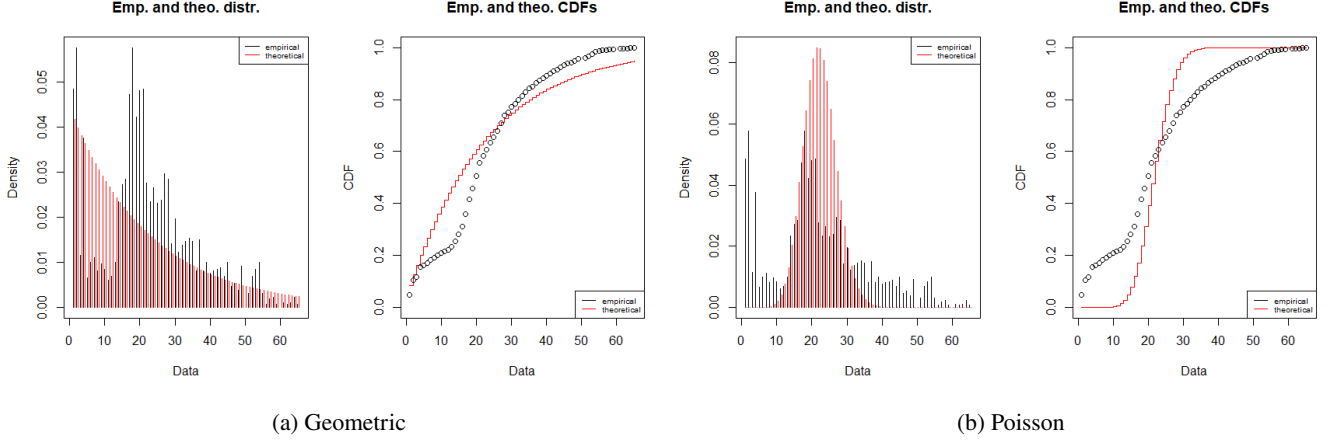 Emp. and theo. distr.
Density
0.00 0.01 0.02 0.03 0.04 0.05
empirical
theoretical
0 10 20 30 40 50 60
Data
Emp. and theo. CDFs
CDF
0.0 0.2 0.4 0.6 0.8 1.0
empirical
theoretical
0 10 20 30 40 50 60
Data
(a) Geometric
Emp. and theo. distr.
Density
0.00 0.02 0.04 0.06 0.08
empirical
theoretical
0 10 20 30 40 50 60
Data
Emp. and theo. CDFs
CDF
0.0 0.2 0.4 0.6 0.8 1.0
empirical
theoretical
0 10 20 30 40 50 60
Data
(b) Poisson